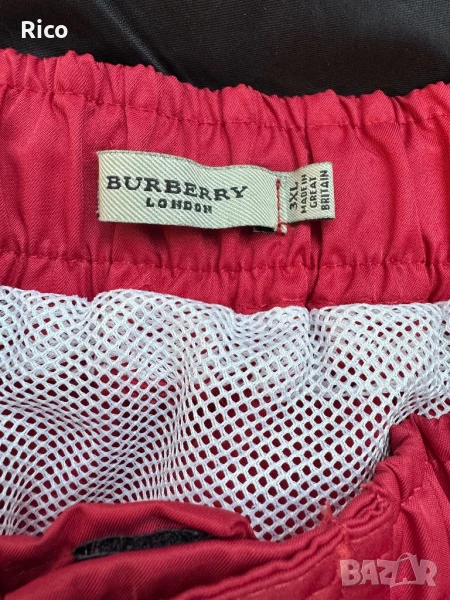 Rico
BURBERRY
LONDON
3XL
MADE IN
GREAT
BRITAIN
BAZAR